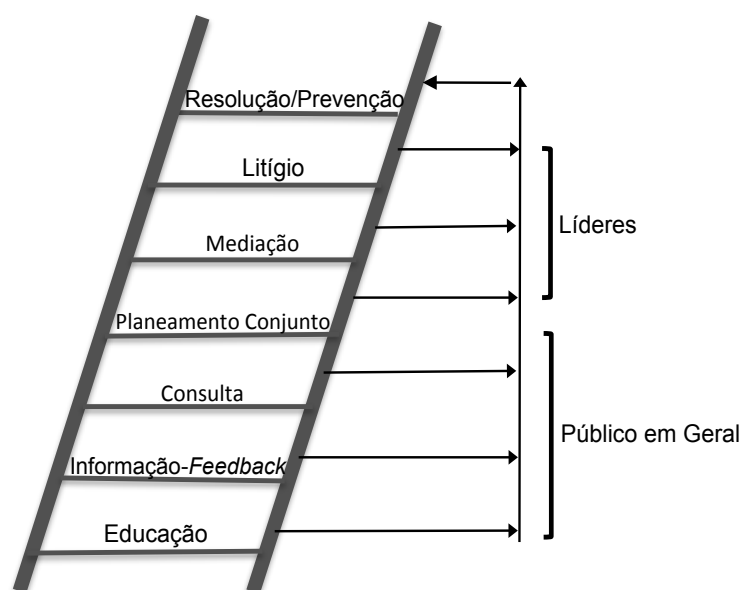 Resolução/Prevenção
Litígio
Mediação
Planeamento Conjunto
Consulta
Informação-Feedback
Educação
Líderes
Público em Geral